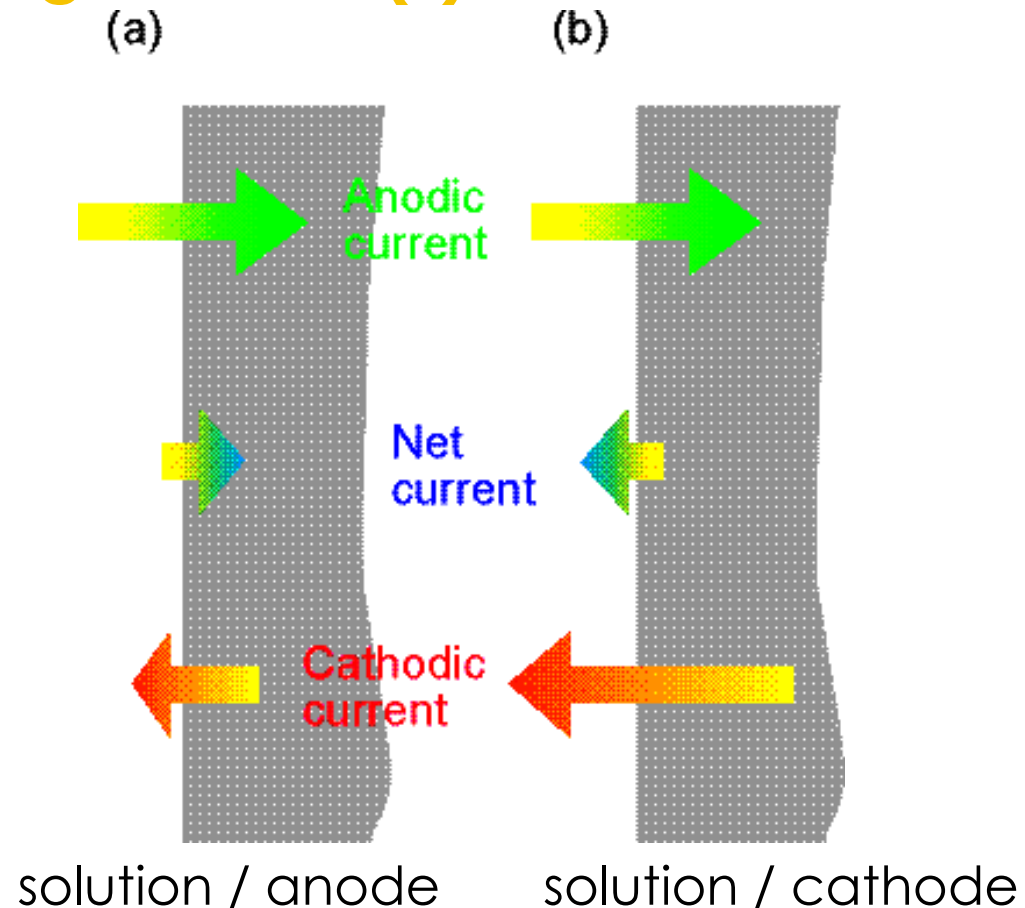 (a) (b)
Anodic
current
Net
current
Cathodic
current
solution / anode solution / cathode